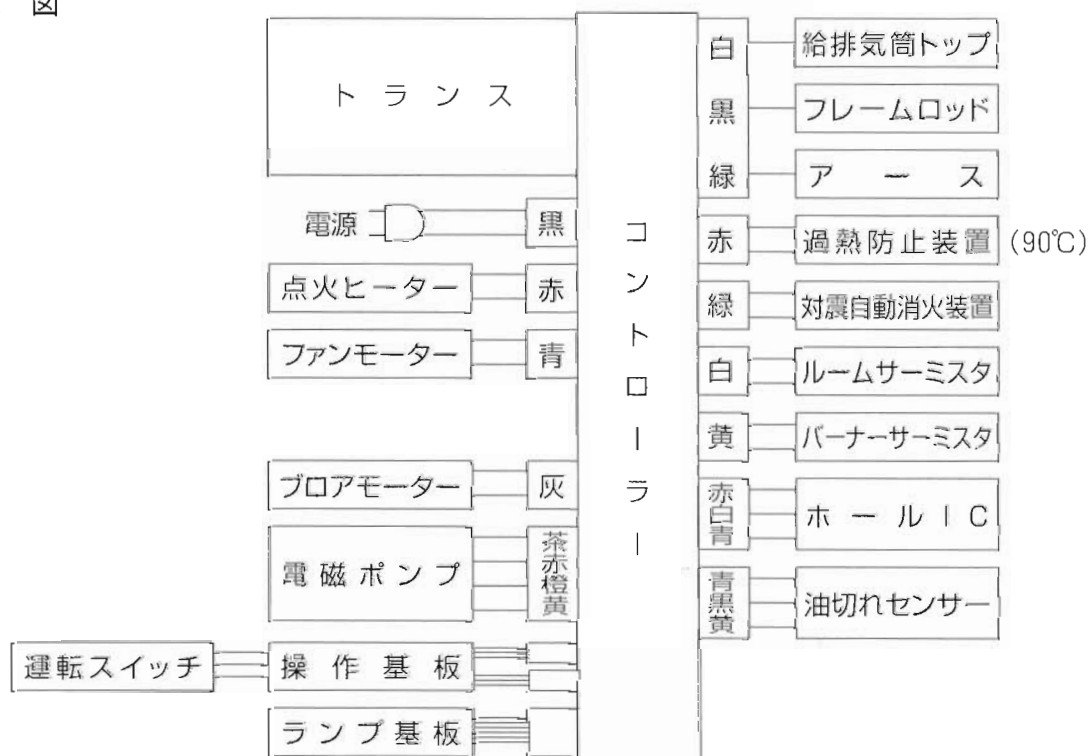 図
トランス
電源
黒
点火ヒーター
赤
ファンモーター
青
ブロアモーター
灰
電磁ポンプ
茶
赤
橙
黄
運転スイッチ
操作基板
ランプ基板
コントローラー
白
給排気筒トップ
黒
フレームロッド
緑
アース
赤
過熱防止装置 (90℃)
緑
対震自動消火装置
白
ルームサーミスタ
黄
バーナーサーミスタ
赤
白
青
ホールIC
青
黒
黄
油切れセンサー